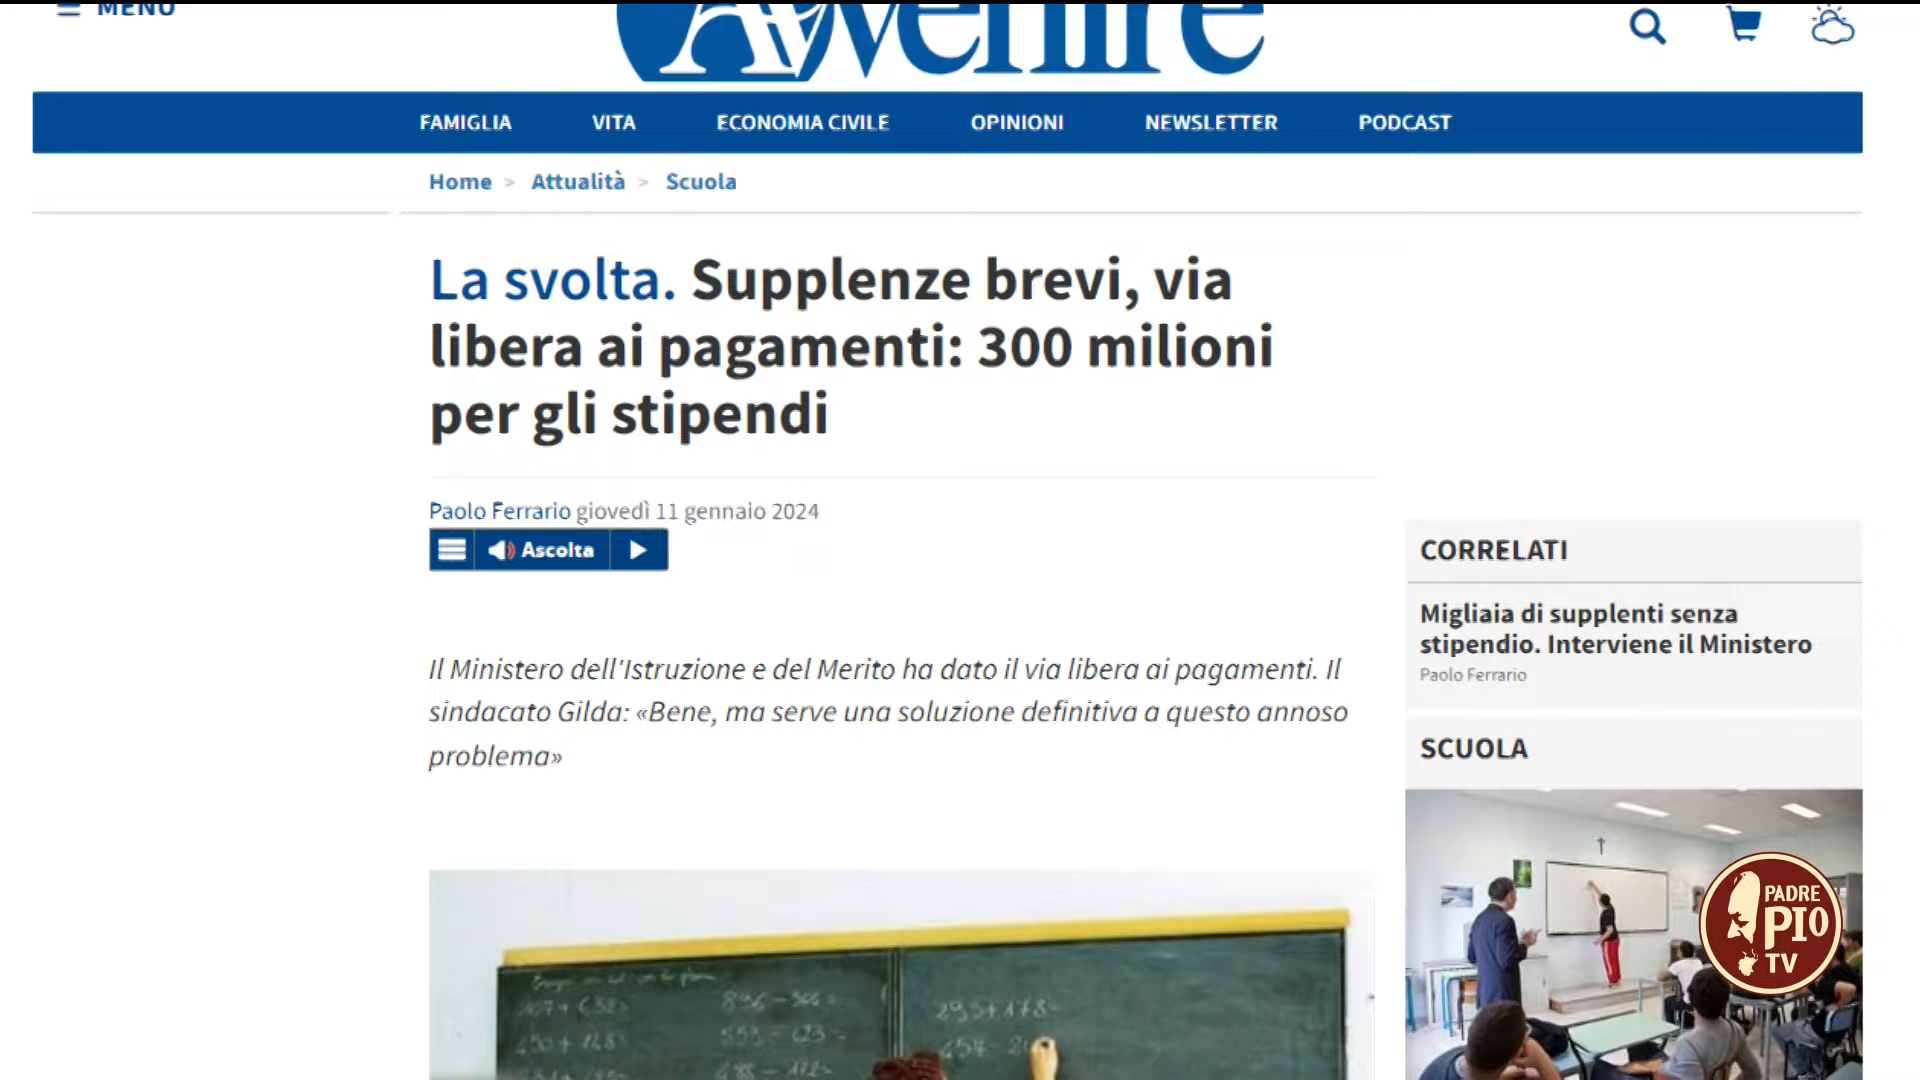 MENU
Avvenire
FAMIGLIA VITA ECONOMIA CIVILE OPINIONI NEWSLETTER PODCAST
Home > Attualità > Scuola
La svolta. Supplenze brevi, via
libera ai pagamenti: 300 milioni
per gli stipendi
Paolo Ferrario giovedì 11 gennaio 2024
Ascolta
Il Ministero dell'Istruzione e del Merito ha dato il via libera ai pagamenti. Il
sindacato Gilda: «Bene, ma serve una soluzione definitiva a questo annoso
problema»
CORRELATI
Migliaia di supplenti senza
stipendio. Interviene il Ministero
Paolo Ferrario
SCUOLA
PADRE
PIO
TV